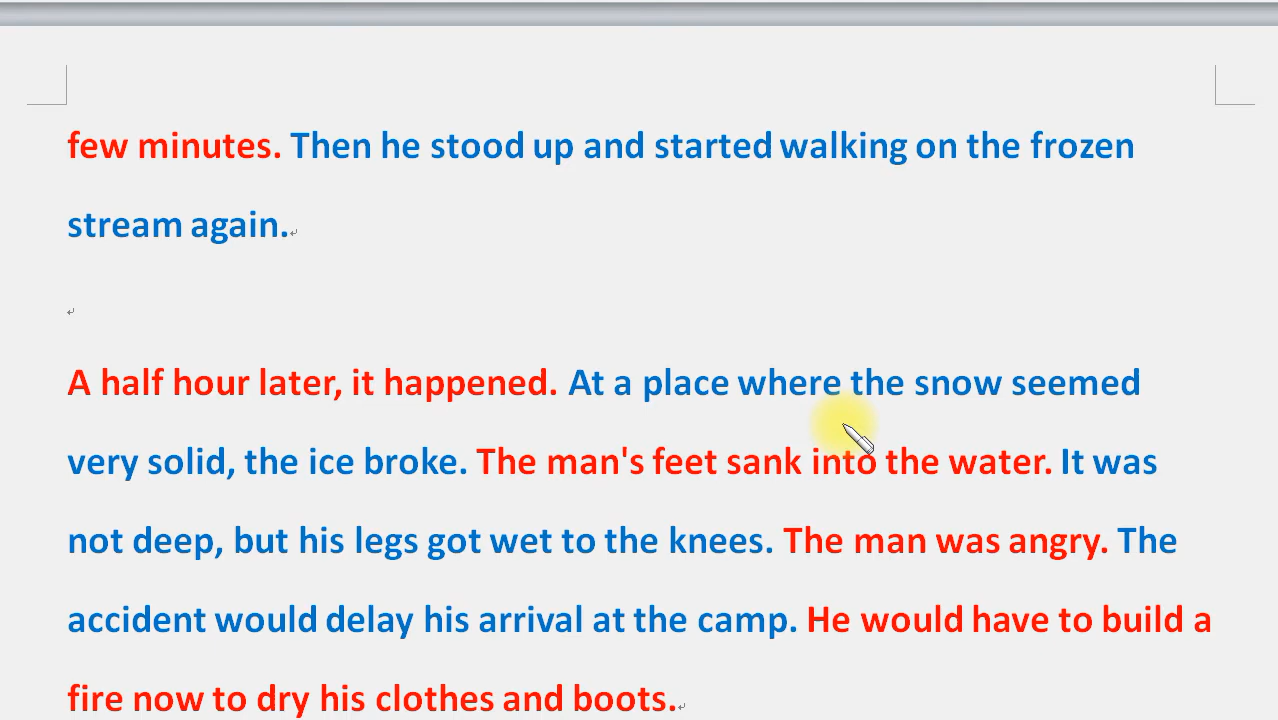 few minutes. Then he stood up and started walking on the frozen
stream again.
A half hour later, it happened. At a place where the snow seemed
very solid, the ice broke. The man's feet sank into the water. It was
not deep, but his legs got wet to the knees. The man was angry. The
accident would delay his arrival at the camp. He would have to build a
fire now to dry his clothes and boots.